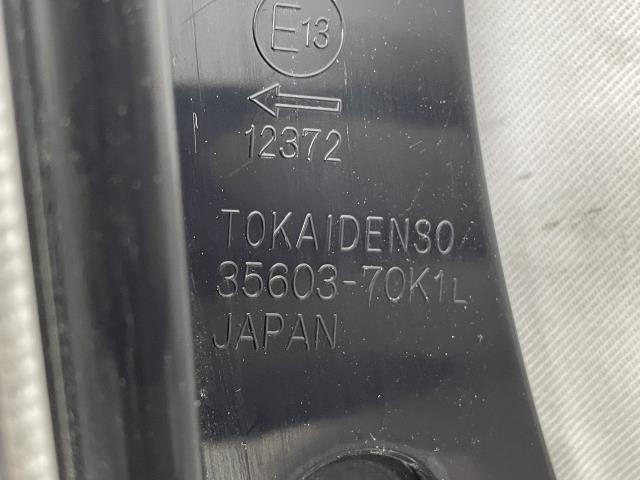 E13
12372
TOKAIDENSO
35603-70K1L
JAPAN